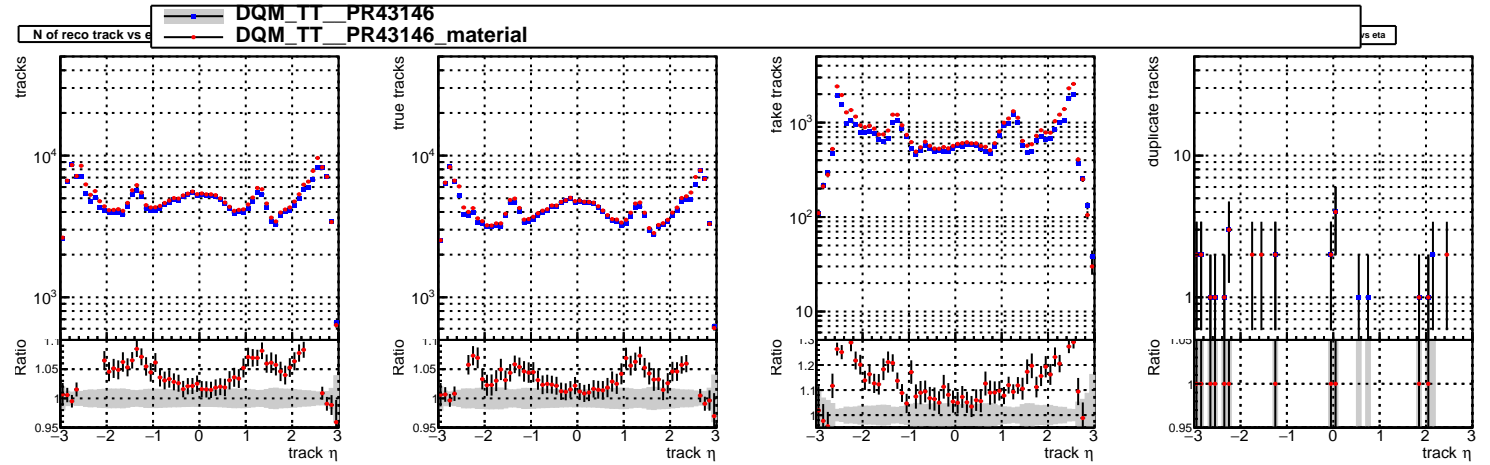 DQM_TT__PR43146
DQM_TT__PR43146_material
N of reco track vs e
vs eta
tracks
10⁴
10³
Ratio
1.1
1.05
1
0.95
−3 −2 −1 0 1 2 3
track η
true tracks
10⁴
10³
Ratio
1.1
1.05
1
0.95
−3 −2 −1 0 1 2 3
track η
fake tracks
10³
10²
10
Ratio
1.3
1.2
1.1
1
−3 −2 −1 0 1 2 3
track η
duplicate tracks
10
1
Ratio
1.05
1
0.95
−3 −2 −1 0 1 2 3
track η